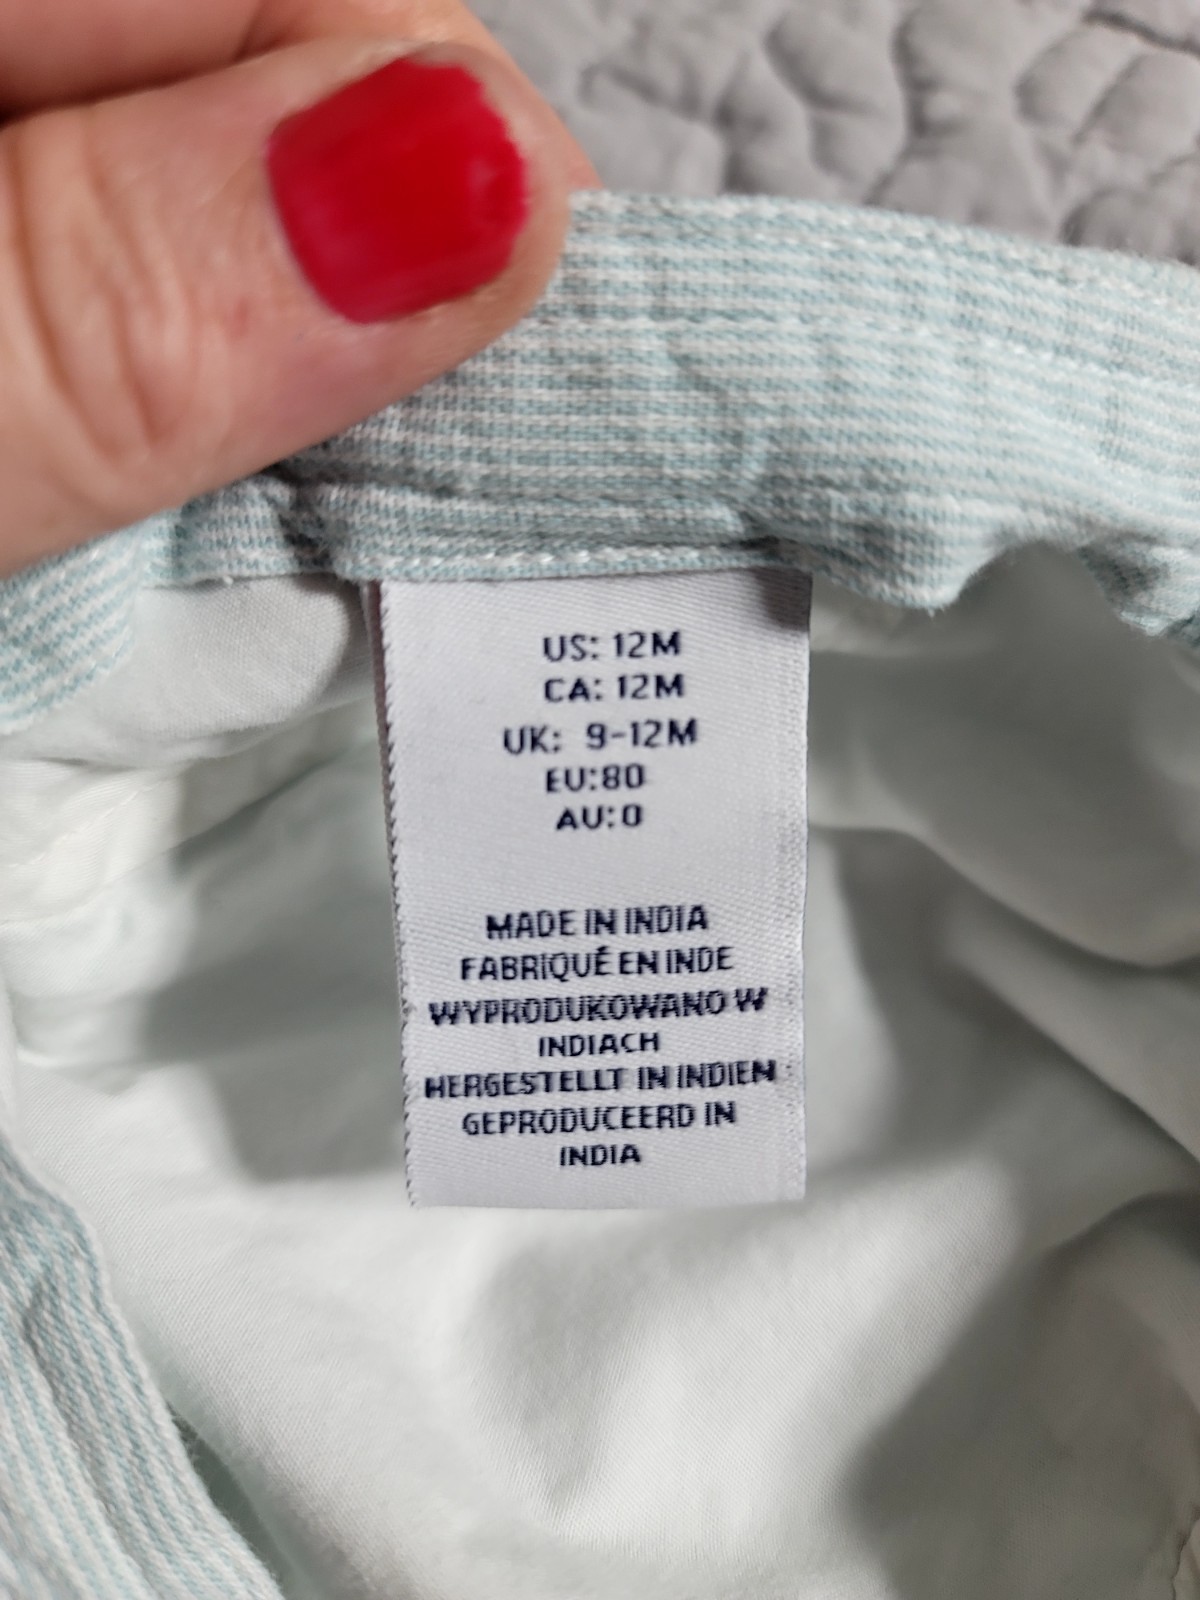 US: 12M
CA: 12M
UK: 9-12M
EU:80
AU:0
MADE IN INDIA
FABRIQUÉ EN INDE
WYPRODUKOWANO W
INDIACH
HERGESTELLT IN INDIEN
GEPRODUCEERD IN
INDIA